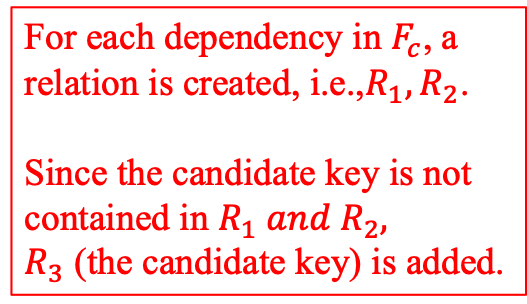 For each dependency in F꜀, a
relation is created, i.e.,R₁, R₂.
Since the candidate key is not
contained in R₁ and R₂,
R₃ (the candidate key) is added.